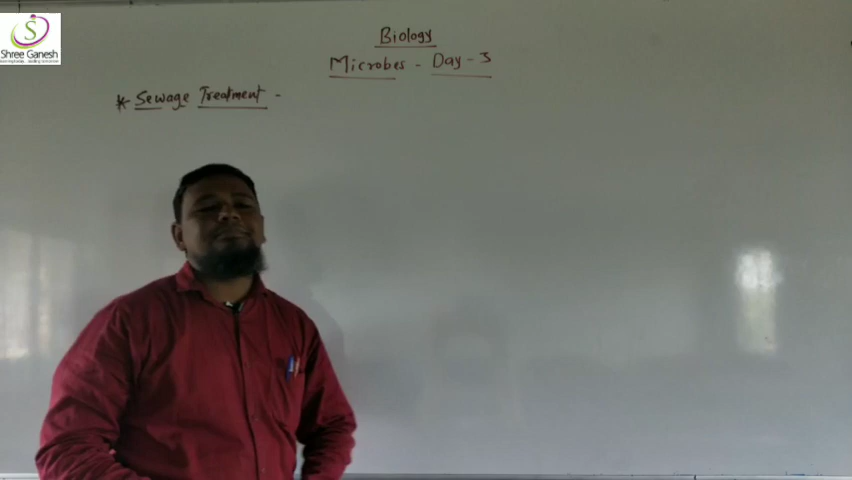 S
Shree Ganesh
Biology
Microbes - Day - 3
* Sewage Treatment -